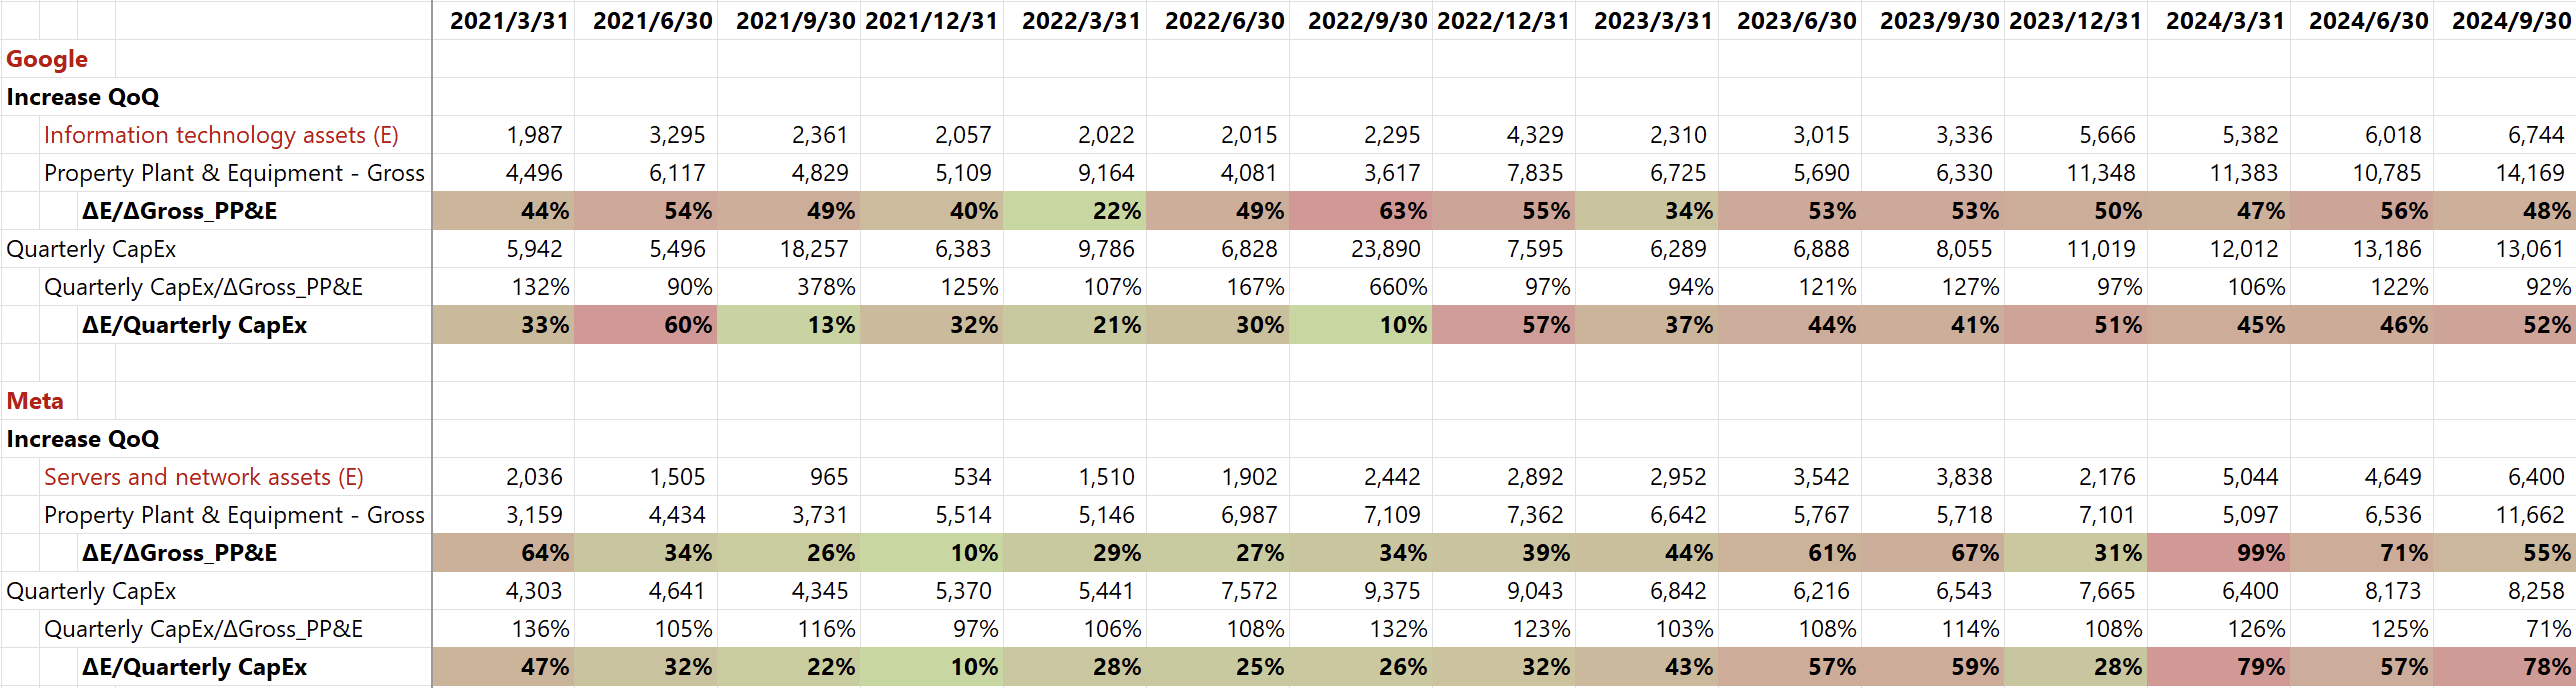 2021/3/31 2021/6/30 2021/9/30 2021/12/31 2022/3/31 2022/6/30 2022/9/30 2022/12/31 2023/3/31 2023/6/30 2023/9/30 2023/12/31 2024/3/31 2024/6/30 2024/9/30
Google
Increase QoQ
Information technology assets (E) 1,987 3,295 2,361 2,057 2,022 2,015 2,295 4,329 2,310 3,015 3,336 5,666 5,382 6,018 6,744
Property Plant & Equipment - Gross 4,496 6,117 4,829 5,109 9,164 4,081 3,617 7,835 6,725 5,690 6,330 11,348 11,383 10,785 14,169
ΔE/ΔGross_PP&E 44% 54% 49% 40% 22% 49% 63% 55% 34% 53% 53% 50% 47% 56% 48%
Quarterly CapEx 5,942 5,496 18,257 6,383 9,786 6,828 23,890 7,595 6,289 6,888 8,055 11,019 12,012 13,186 13,061
Quarterly CapEx/ΔGross_PP&E 132% 90% 378% 125% 107% 167% 660% 97% 94% 121% 127% 97% 106% 122% 92%
ΔE/Quarterly CapEx 33% 60% 13% 32% 21% 30% 10% 57% 37% 44% 41% 51% 45% 46% 52%
Meta
Increase QoQ
Servers and network assets (E) 2,036 1,505 965 534 1,510 1,902 2,442 2,892 2,952 3,542 3,838 2,176 5,044 4,649 6,400
Property Plant & Equipment - Gross 3,159 4,434 3,731 5,514 5,146 6,987 7,109 7,362 6,642 5,767 5,718 7,101 5,097 6,536 11,662
ΔE/ΔGross_PP&E 64% 34% 26% 10% 29% 27% 34% 39% 44% 61% 67% 31% 99% 71% 55%
Quarterly CapEx 4,303 4,641 4,345 5,370 5,441 7,572 9,375 9,043 6,842 6,216 6,543 7,665 6,400 8,173 8,258
Quarterly CapEx/ΔGross_PP&E 136% 105% 116% 97% 106% 108% 132% 123% 103% 108% 114% 108% 126% 125% 71%
ΔE/Quarterly CapEx 47% 32% 22% 10% 28% 25% 26% 32% 43% 57% 59% 28% 79% 57% 78%